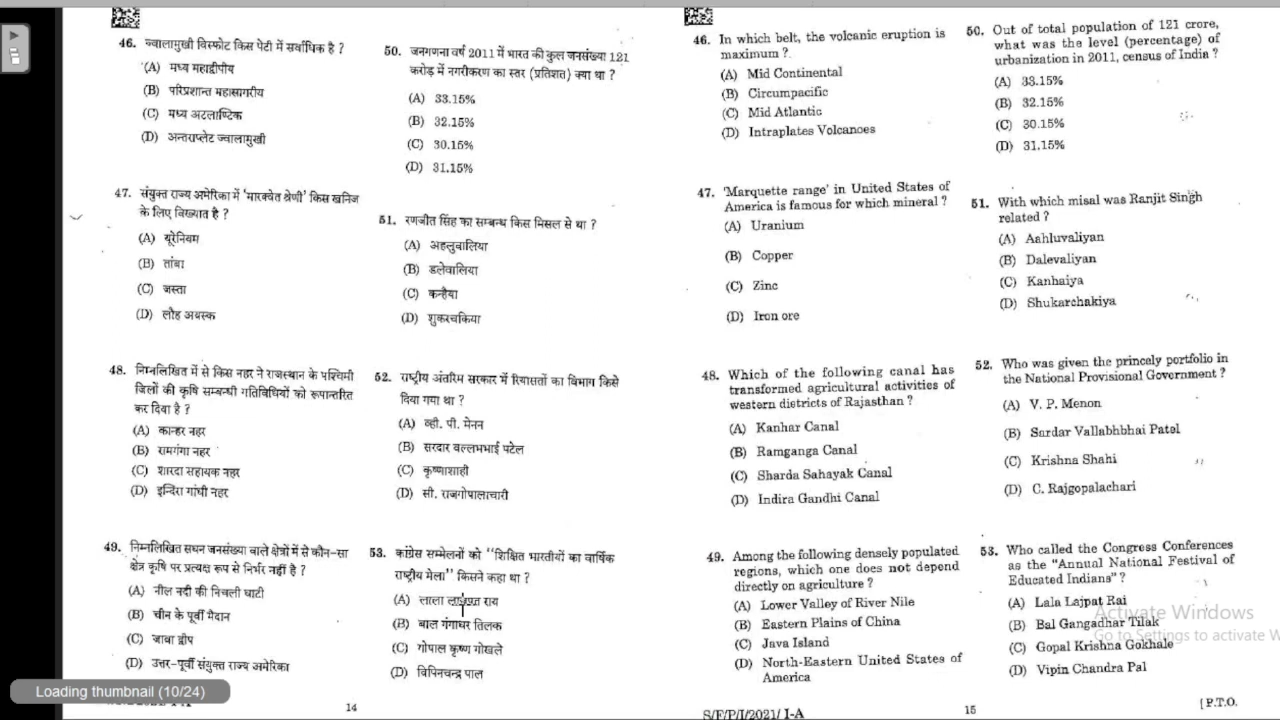 46. ज्वालामुखी विस्फोट किस पेटी में सर्वाधिक है ?
(A) मध्य महाद्वीपीय
(B) परिप्रशान्त महासागरीय
(C) मध्य अटलाण्टिक
(D) अन्तराप्लेट ज्वालामुखी
47. संयुक्त राज्य अमेरिका में 'मारक्वेत श्रेणी' किस खनिज
के लिए विख्यात है ?
(A) यूरेनियम
(B) तांबा
(C) जस्ता
(D) लौह अयस्क
48. निम्नलिखित में से किस नहर ने राजस्थान के पश्चिमी
जिलों की कृषि सम्बन्धी गतिविधियों को रूपान्तरित
कर दिया है ?
(A) कान्हर नहर
(B) रामगंगा नहर
(C) शारदा सहायक नहर
(D) इन्दिरा गांधी नहर
49. निम्नलिखित सघन जनसंख्या वाले क्षेत्रों में से कौन-सा
क्षेत्र कृषि पर प्रत्यक्ष रूप से निर्भर नहीं है ?
(A) नील नदी की निचली घाटी
(B) चीन के पूर्वी मैदान
(C) जावा द्वीप
(D) उत्तर-पूर्वी संयुक्त राज्य अमेरिका
50. जनगणना वर्ष 2011 में भारत की कुल जनसंख्या 121
करोड़ में नगरीकरण का स्तर (प्रतिशत) क्या था ?
(A) 33.15%
(B) 32.15%
(C) 30.15%
(D) 31.15%
51. रणजीत सिंह का सम्बन्ध किस मिसल से था ?
(A) अहलुवालिया
(B) डलेवालिया
(C) कन्हैया
(D) शुकरचकिया
52. राष्ट्रीय अंतरिम सरकार में रियासतों का विभाग किसे
दिया गया था ?
(A) व्ही. पी. मेनन
(B) सरदार वल्लभभाई पटेल
(C) कृष्णाशाही
(D) सी. राजगोपालाचारी
53. कांग्रेस सम्मेलनों को "शिक्षित भारतीयों का वार्षिक
राष्ट्रीय मेला" किसने कहा था ?
(A) लाला लाजपत राय
(B) बाल गंगाधर तिलक
(C) गोपाल कृष्ण गोखले
(D) विपिनचन्द्र पाल
14
46. In which belt, the volcanic eruption is
maximum ?
(A) Mid Continental
(B) Circumpacific
(C) Mid Atlantic
(D) Intraplates Volcanoes
47. 'Marquette range' in United States of
America is famous for which mineral ?
(A) Uranium
(B) Copper
(C) Zinc
(D) Iron ore
48. Which of the following canal has
transformed agricultural activities of
western districts of Rajasthan ?
(A) Kanhar Canal
(B) Ramganga Canal
(C) Sharda Sahayak Canal
(D) Indira Gandhi Canal
49. Among the following densely populated
regions, which one does not depend
directly on agriculture ?
(A) Lower Valley of River Nile
(B) Eastern Plains of China
(C) Java Island
(D) North-Eastern United States of
America
50. Out of total population of 121 crore,
what was the level (percentage) of
urbanization in 2011, census of India ?
(A) 33.15%
(B) 32.15%
(C) 30.15%
(D) 31.15%
51. With which misal was Ranjit Singh
related ?
(A) Aahluvaliyan
(B) Dalevaliyan
(C) Kanhaiya
(D) Shukarchakiya
52. Who was given the princely portfolio in
the National Provisional Government ?
(A) V. P. Menon
(B) Sardar Vallabhbhai Patel
(C) Krishna Shahi
(D) C. Rajgopalachari
53. Who called the Congress Conferences
as the "Annual National Festival of
Educated Indians" ?
(A) Lala Lajpat Rai
(B) Bal Gangadhar Tilak
(C) Gopal Krishna Gokhale
(D) Vipin Chandra Pal
S/F/P/I/2021/ I-A
15
[ P.T.O.
Activate Windows
Go to Settings to activate W
Loading thumbnail (10/24)